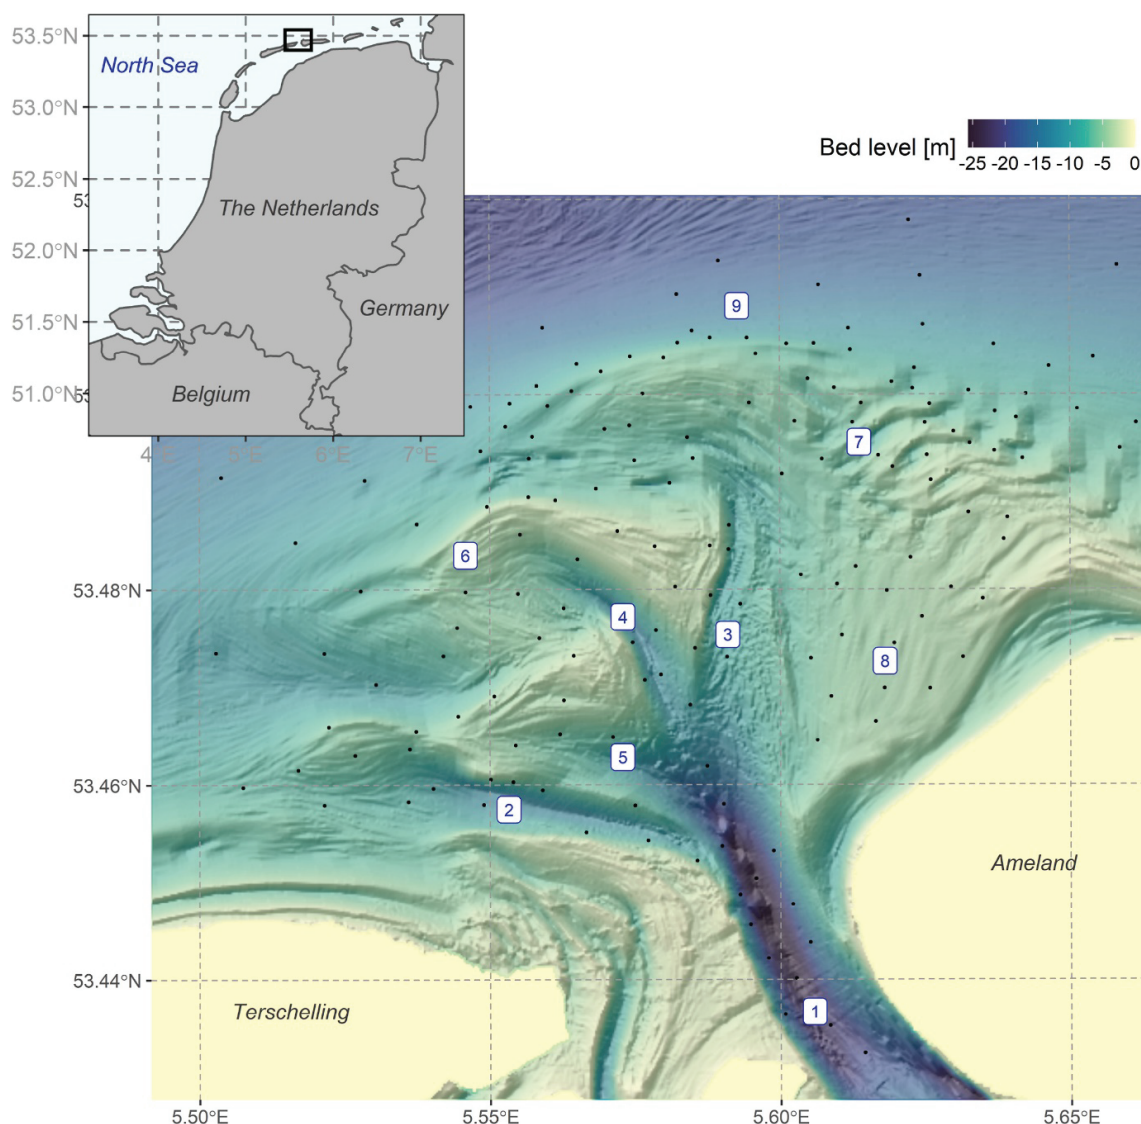 53.5°N
North Sea
53.0°N
52.5°N
The Netherlands
52.0°N
Germany
51.5°N
51.0°N
Belgium
5°E
6°E
7°E
Bed level [m]
-25 -20 -15 -10 -5 0
9
7
6
53.48°N
4
3
8
5
53.46°N
2
Ameland
53.44°N
1
Terschelling
5.50°E 5.55°E 5.60°E 5.65°E